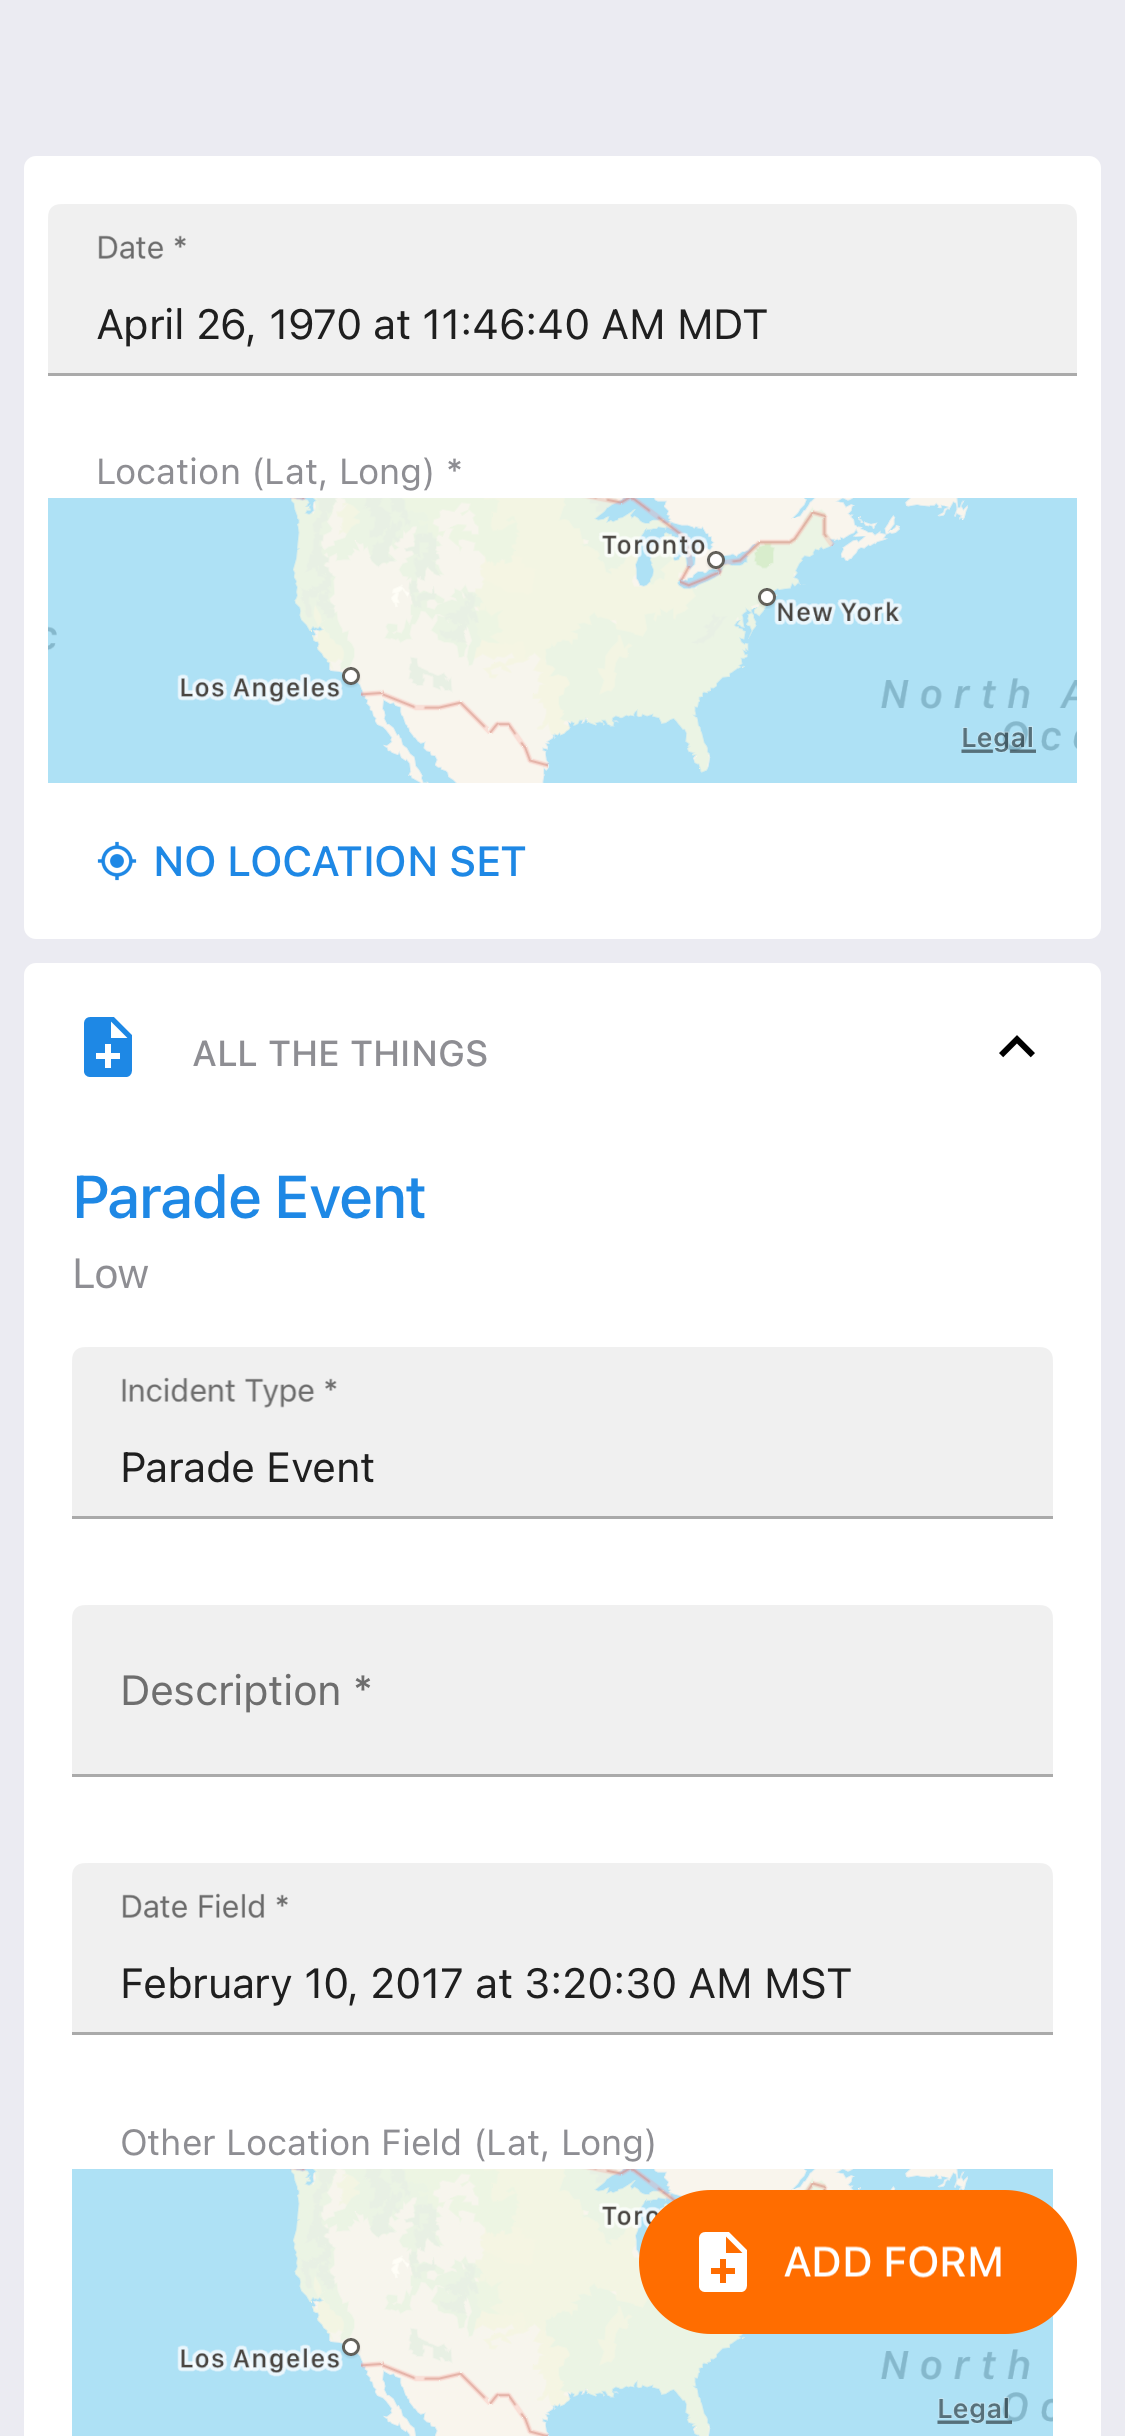 Date *
April 26, 1970 at 11:46:40 AM MDT
Location (Lat, Long) *
Toronto
New York
Los Angeles
North A
Legal
NO LOCATION SET
ALL THE THINGS
Parade Event
Low
Incident Type *
Parade Event
Description *
Date Field *
February 10, 2017 at 3:20:30 AM MST
Other Location Field (Lat, Long)
ADD FORM
Los Angeles
North
Legal